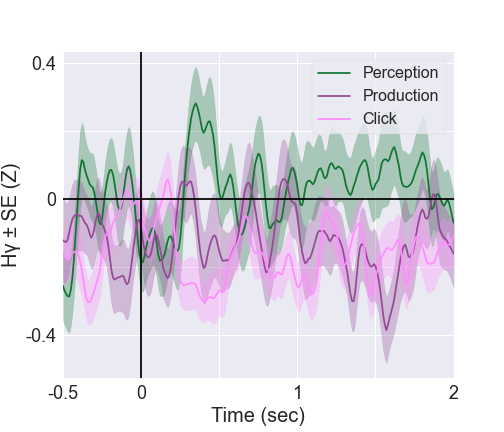 0.4
Perception
Production
Click
Hγ ± SE (Z)
0
-0.4
-0.5
0
1
2
Time (sec)